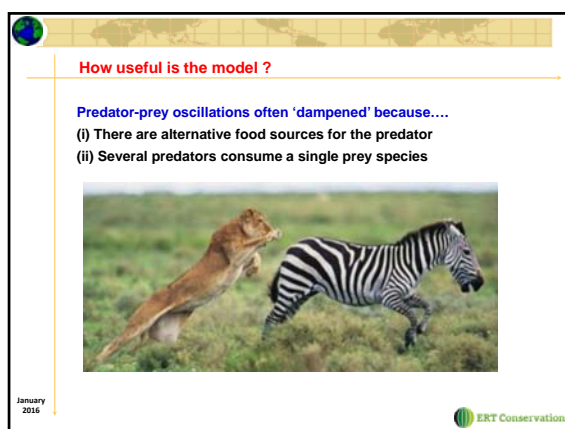 How useful is the model ?
Predator-prey oscillations often ‘dampened’ because….
(i) There are alternative food sources for the predator
(ii) Several predators consume a single prey species
January
2016
ERT Conservation